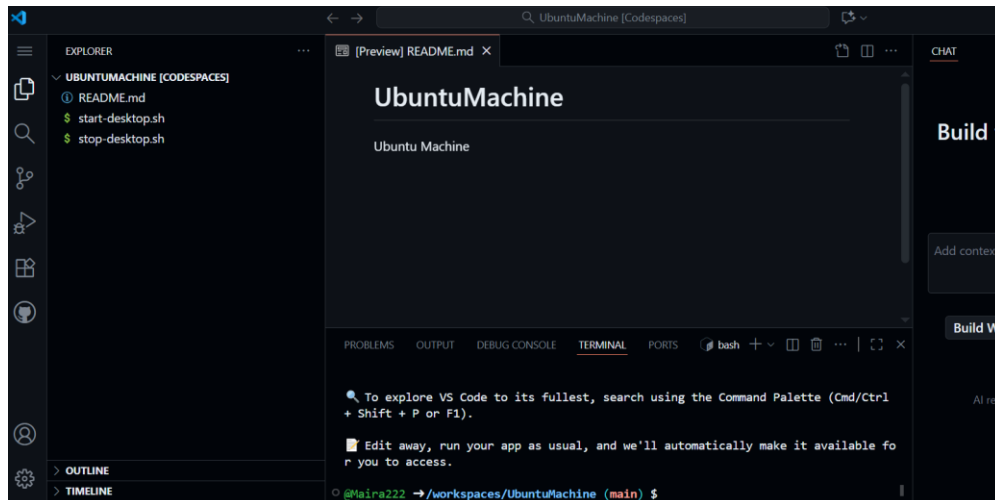 UbuntuMachine [Codespaces]
EXPLORER
[Preview] README.md
CHAT
UBUNTUMACHINE [CODESPACES]
README.md
$ start-desktop.sh
$ stop-desktop.sh
UbuntuMachine
Ubuntu Machine
Build
Add contex
Build W
PROBLEMS OUTPUT DEBUG CONSOLE TERMINAL PORTS bash
To explore VS Code to its fullest, search using the Command Palette (Cmd/Ctrl
+ Shift + P or F1).
Edit away, run your app as usual, and we'll automatically make it available fo
r you to access.
AI re
OUTLINE
TIMELINE
@Maira222 →/workspaces/UbuntuMachine (main) $